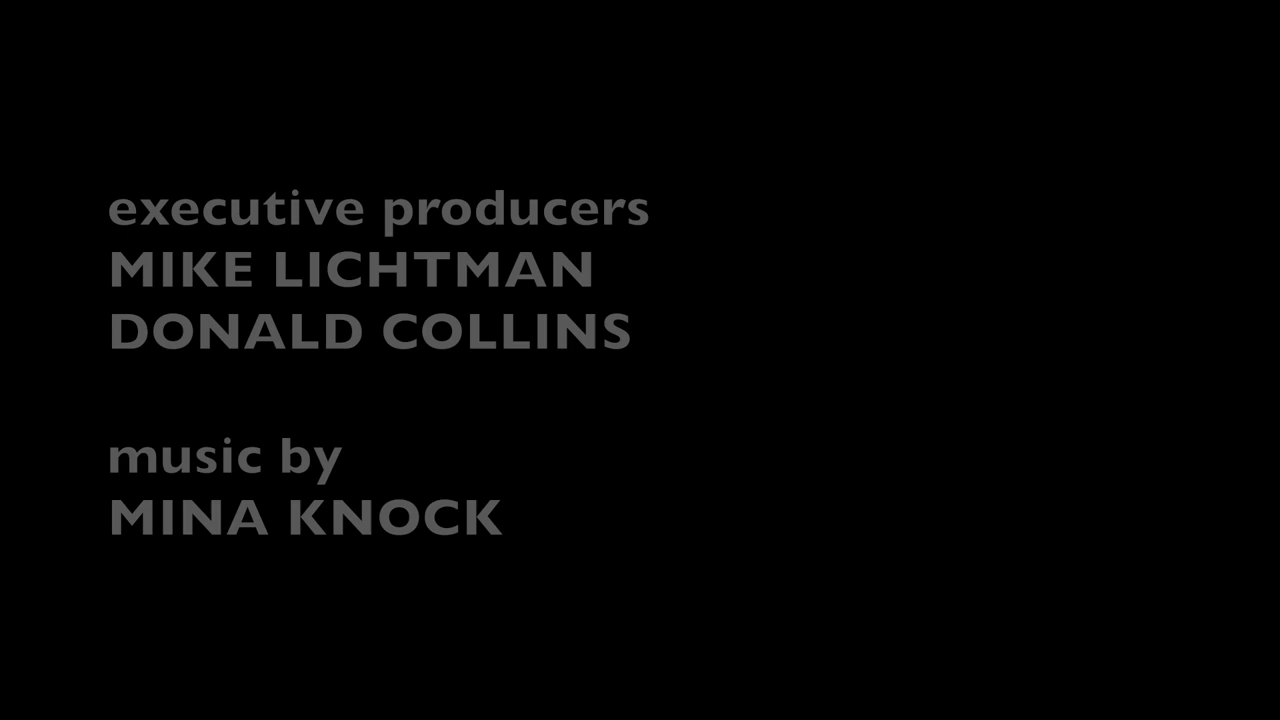 executive producers
MIKE LICHTMAN
DONALD COLLINS
music by
MINA KNOCK